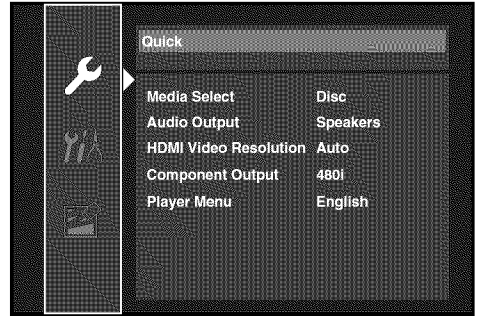 Quick
Media Select Disc
Audio Output Speakers
HDMI Video Resolution Auto
Component Output 480i
Player Menu English